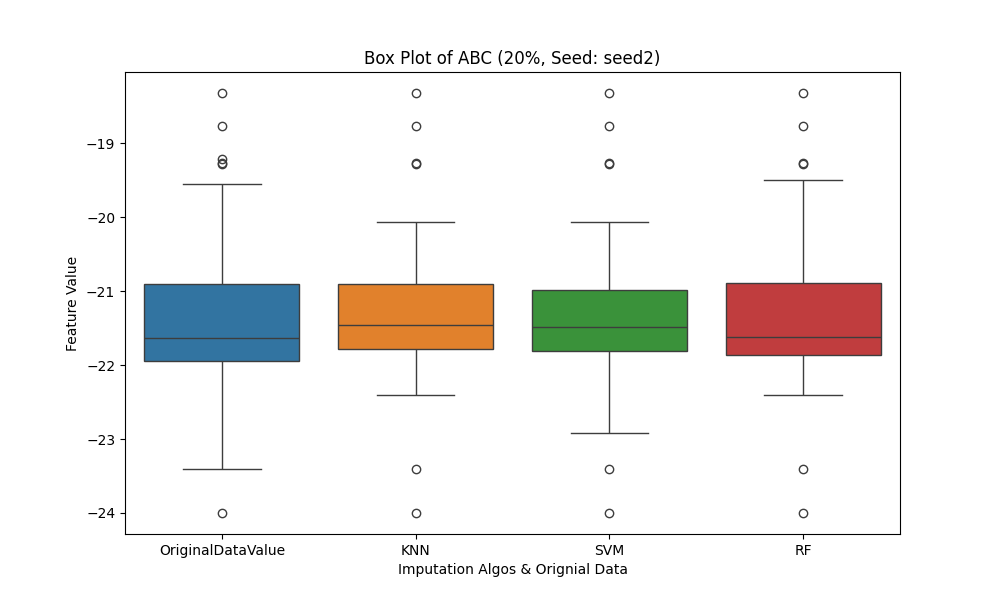 Box Plot of ABC (20%, Seed: seed2)
Feature Value
−19
−20
−21
−22
−23
−24
OriginalDataValue KNN SVM RF
Imputation Algos & Orignial Data